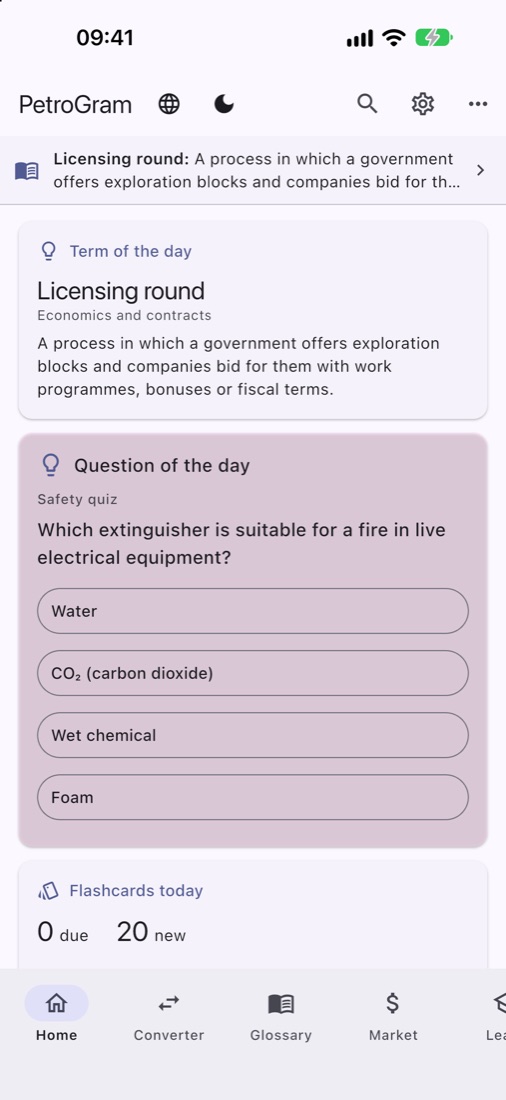 09:41
PetroGram
Licensing round: A process in which a government
offers exploration blocks and companies bid for th...
Term of the day
Licensing round
Economics and contracts
A process in which a government offers exploration
blocks and companies bid for them with work
programmes, bonuses or fiscal terms.
Question of the day
Safety quiz
Which extinguisher is suitable for a fire in live
electrical equipment?
Water
CO₂ (carbon dioxide)
Wet chemical
Foam
Flashcards today
0 due 20 new
Home Converter Glossary Market Lea